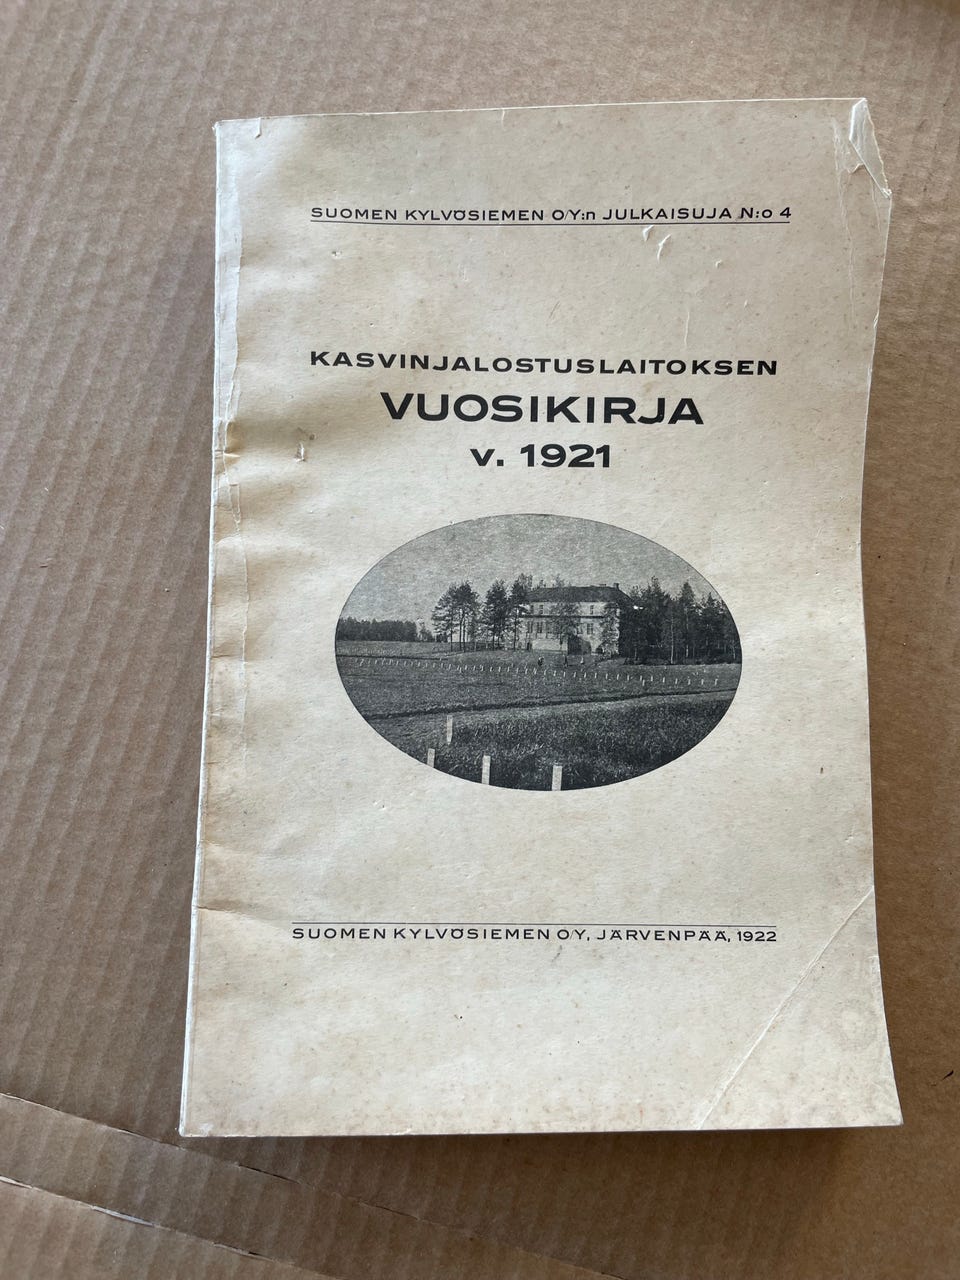 SUOMEN KYLVÖSIEMEN O/Y:n JULKAISUJA N:o 4
KASVINJALOSTUSLAITOKSEN
VUOSIKIRJA
v. 1921
SUOMEN KYLVÖSIEMEN O/Y, JÄRVENPÄÄ, 1922